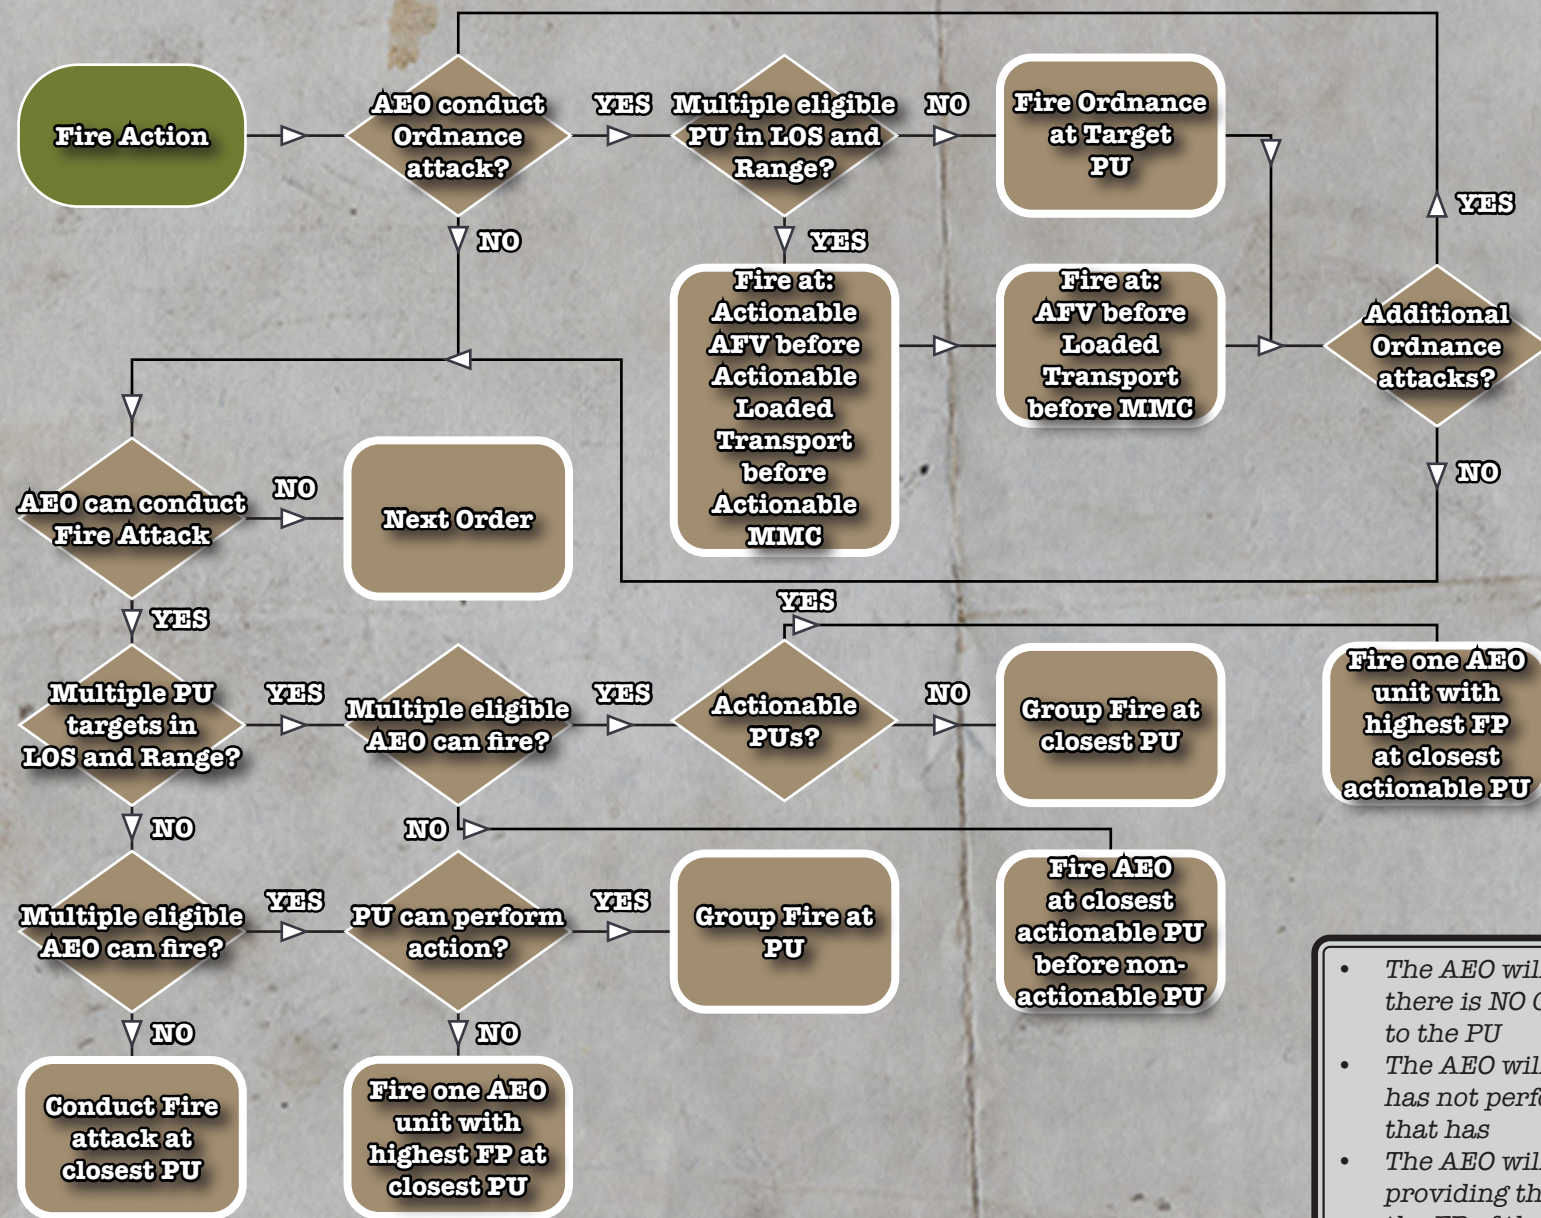 Fire Action
AEO conduct
Ordnance
attack?
YES
Multiple eligible
PU in LOS and
Range?
NO
Fire Ordnance
at Target
PU
YES
NO
YES
Fire at:
Actionable
AFV before
Actionable
Loaded
Transport
before
Actionable
MMC
Fire at:
AFV before
Loaded
Transport
before MMC
Additional
Ordnance
attacks?
NO
AEO can conduct
Fire Attack
NO
Next Order
YES
YES
Multiple PU
targets in
LOS and Range?
YES
Multiple eligible
AEO can fire?
YES
Actionable
PUs?
NO
Group Fire at
closest PU
Fire one AEO
unit with
highest FP
at closest
actionable PU
NO
NO
Multiple eligible
AEO can fire?
YES
PU can perform
action?
YES
Group Fire at
PU
Fire AEO
at closest
actionable PU
before non-
actionable PU
NO
NO
Conduct Fire
attack at
closest PU
Fire one AEO
unit with
highest FP at
closest PU
• The AEO will
there is NO
to the PU
• The AEO will
has not
that has
• The AEO will
providing